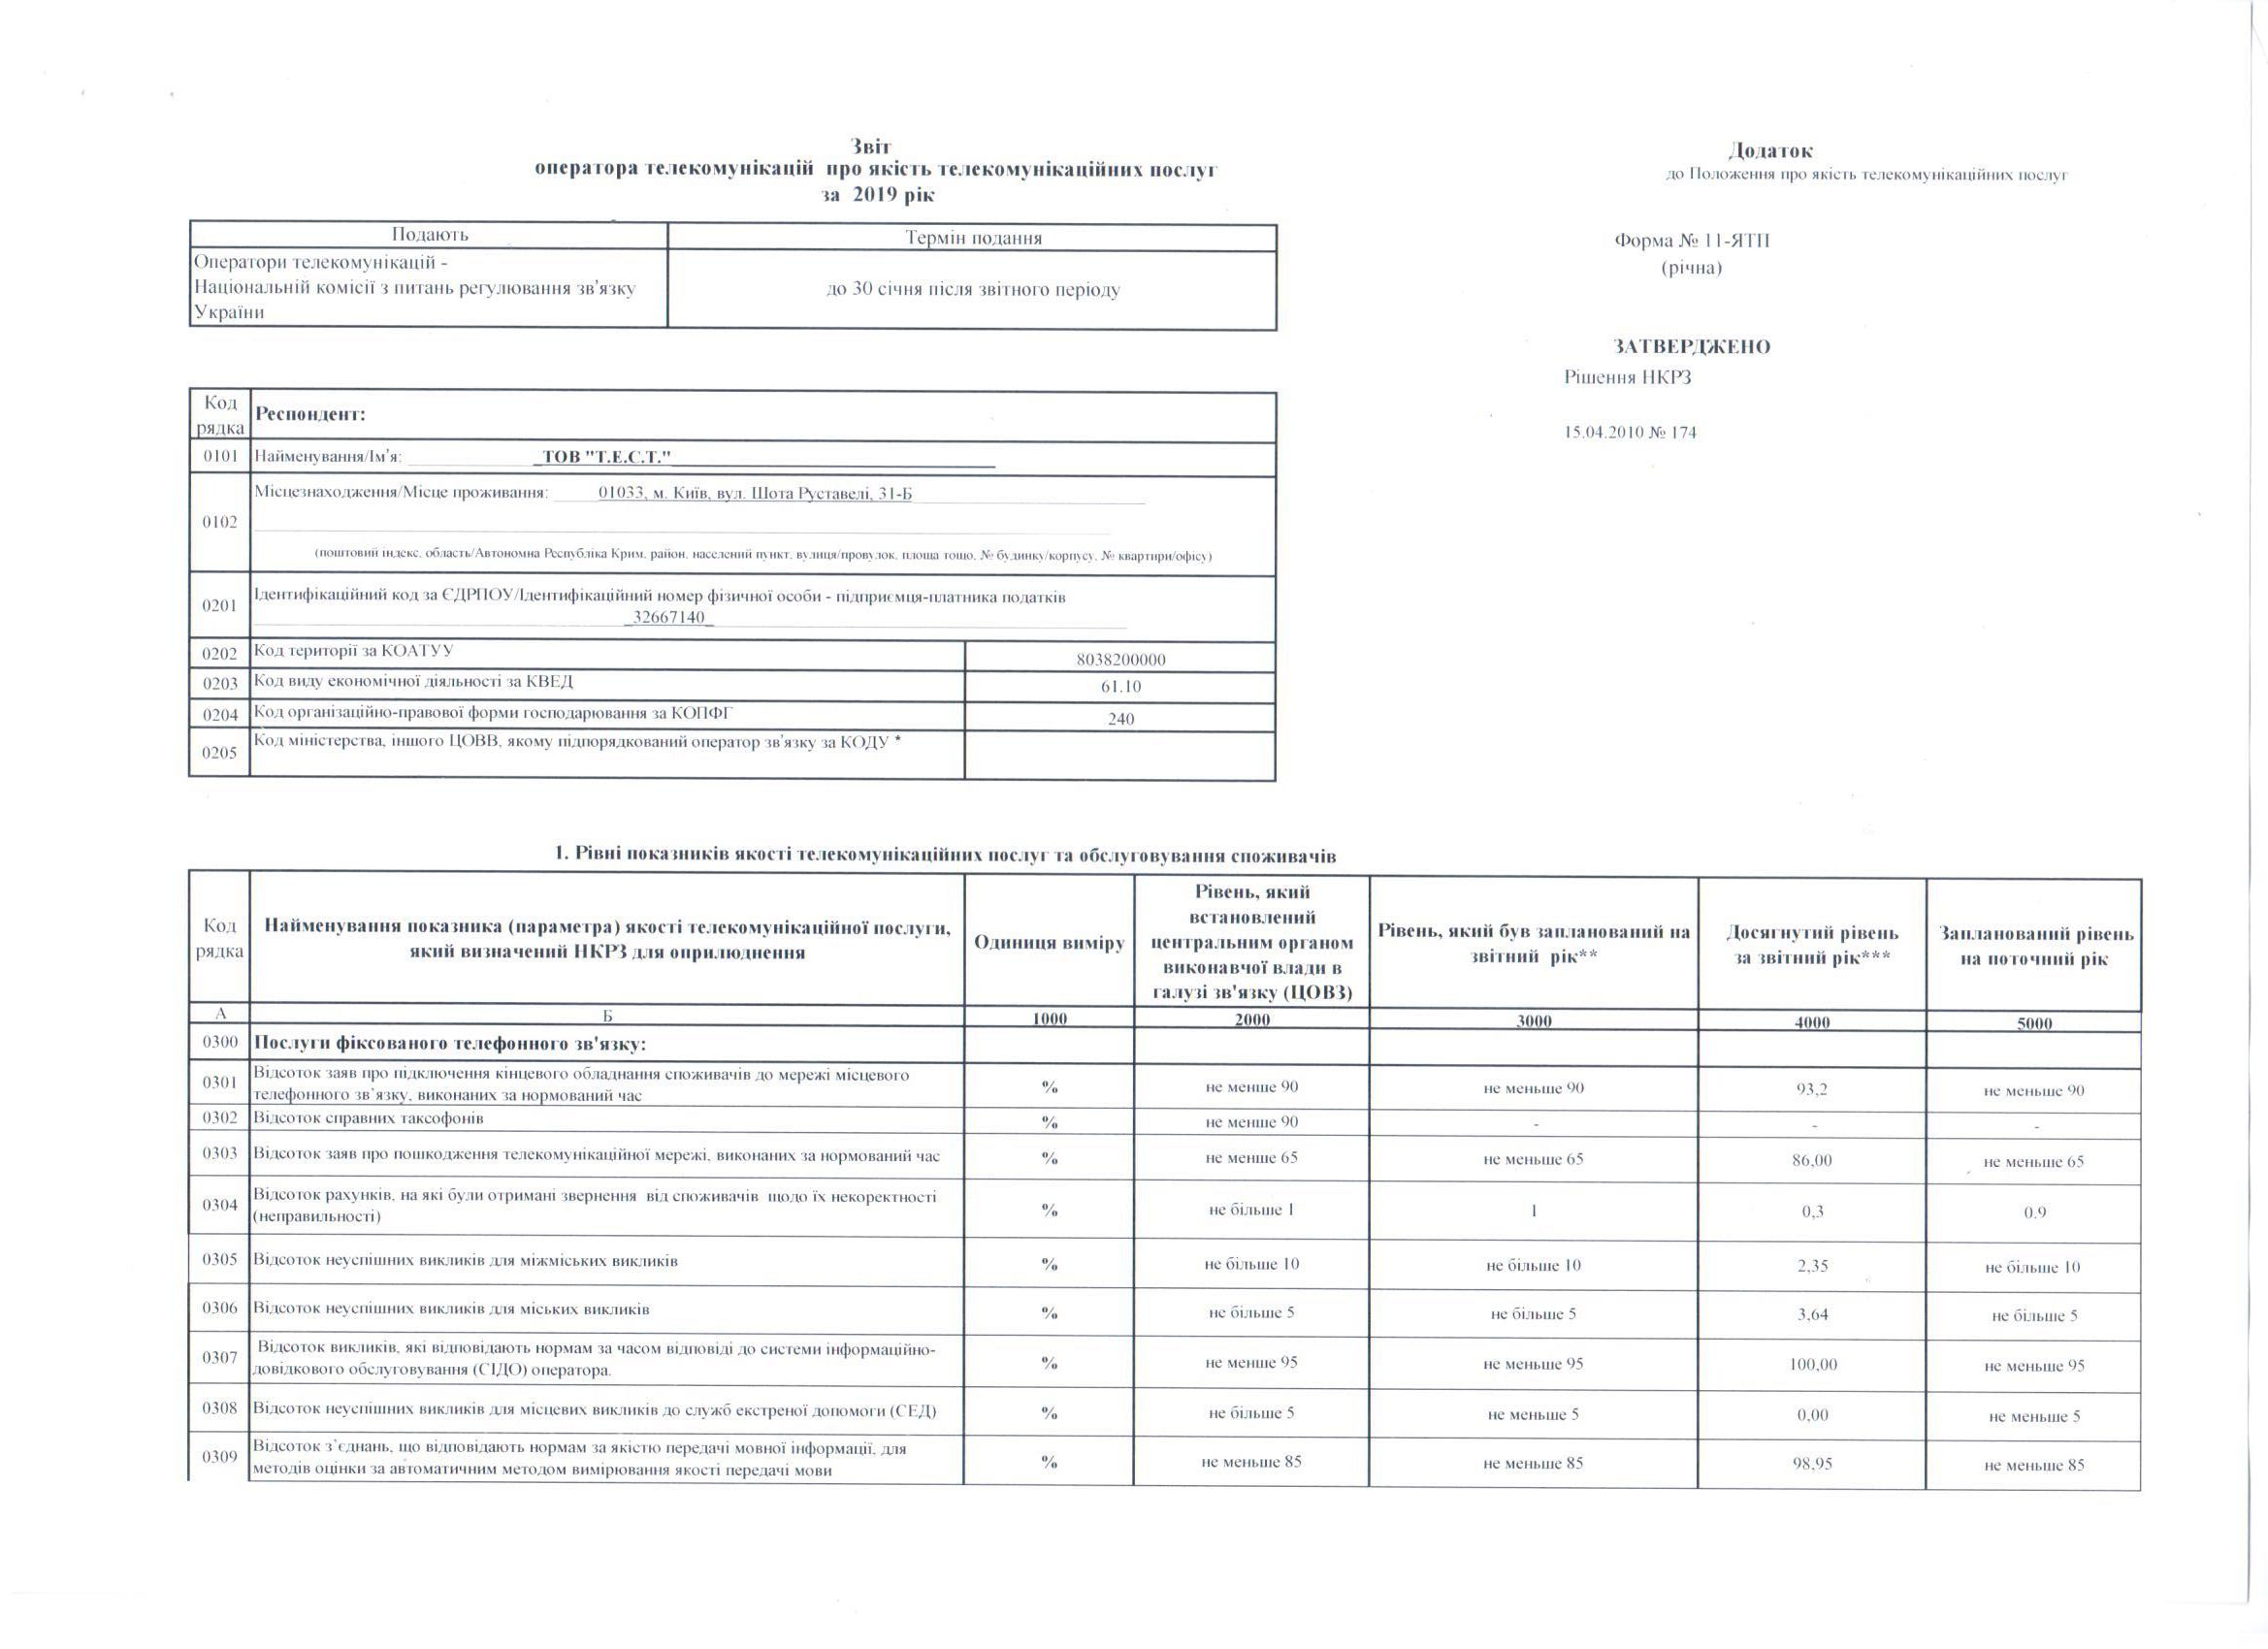 Звіт
оператора телекомунікацій про якість телекомунікаційних послуг
за 2019 рік
Додаток
до Положення про якість телекомунікаційних послуг
Форма № 11-ЯТП
(річна)
ЗАТВЕРДЖЕНО
Рішення НКРЗ
15.04.2010 № 174
Подають
Термін подання
Оператори телекомунікацій -
Національній комісії з питань регулювання зв'язку
України
до 30 січня після звітного періоду
Код
рядка
Респондент:
0101
Найменування/Ім'я: ТОВ "Т.Е.С.Т."
0102
Місцезнаходження/Місце проживання: 01033, м. Київ, вул. Шота Руставелі, 31-Б
(поштовий індекс, область/Автономна Республіка Крим, район, населений пункт, вулиця/провулок, площа тощо, № будинку/корпусу, № квартири/офісу)
0201
Ідентифікаційний код за ЄДРПОУ/Ідентифікаційний номер фізичної особи - підприємця-платника податків
_32667140_
0202 Код території за КОАТУУ 8038200000
0203 Код виду економічної діяльності за КВЕД 61.10
0204 Код організаційно-правової форми господарювання за КОПФГ 240
0205 Код міністерства, іншого ЦОВВ, якому підпорядкований оператор зв'язку за КОДУ *
1. Рівні показників якості телекомунікаційних послуг та обслуговування споживачів
Код
рядка
Найменування показника (параметра) якості телекомунікаційної послуги,
який визначений НКРЗ для оприлюднення
Одиниця виміру
Рівень, який
встановлений
центральним органом
виконавчої влади в
галузі зв'язку (ЦОВЗ)
Рівень, який був запланований на
звітний рік**
Досягнутий рівень
за звітний рік***
Запланований рівень
на поточний рік
А Б 1000 2000 3000 4000 5000
0300 Послуги фіксованого телефонного зв'язку:
0301
Відсоток заяв про підключення кінцевого обладнання споживачів до мережі місцевого
телефонного зв`язку, виконаних за нормований час
% не менше 90 не меньше 90 93,2 не меньше 90
0302 Відсоток справних таксофонів % не менше 90 - - -
0303 Відсоток заяв про пошкодження телекомунікаційної мережі, виконаних за нормований час % не менше 65 не меньше 65 86,00 не меньше 65
0304
Відсоток рахунків, на які були отримані звернення від споживачів щодо їх некоректності
(неправильності)
% не більше 1 1 0,3 0,9
0305 Відсоток неуспішних викликів для міжміських викликів % не більше 10 не більше 10 2,35 не більше 10
0306 Відсоток неуспішних викликів для міських викликів % не більше 5 не більше 5 3,64 не більше 5
0307
Відсоток викликів, які відповідають нормам за часом відповіді до системи інформаційно-
довідкового обслуговування (СІДО) оператора.
% не менше 95 не меньше 95 100,00 не меньше 95
0308 Відсоток неуспішних викликів для місцевих викликів до служб екстреної допомоги (СЕД) % не більше 5 не меньше 5 0,00 не меньше 5
0309
Відсоток з`єднань, що відповідають нормам за якістю передачі мовної інформації, для
методів оцінки за автоматичним методом вимірювання якості передачі мови
% не меньше 85 не меньше 85 98,95 не меньше 85